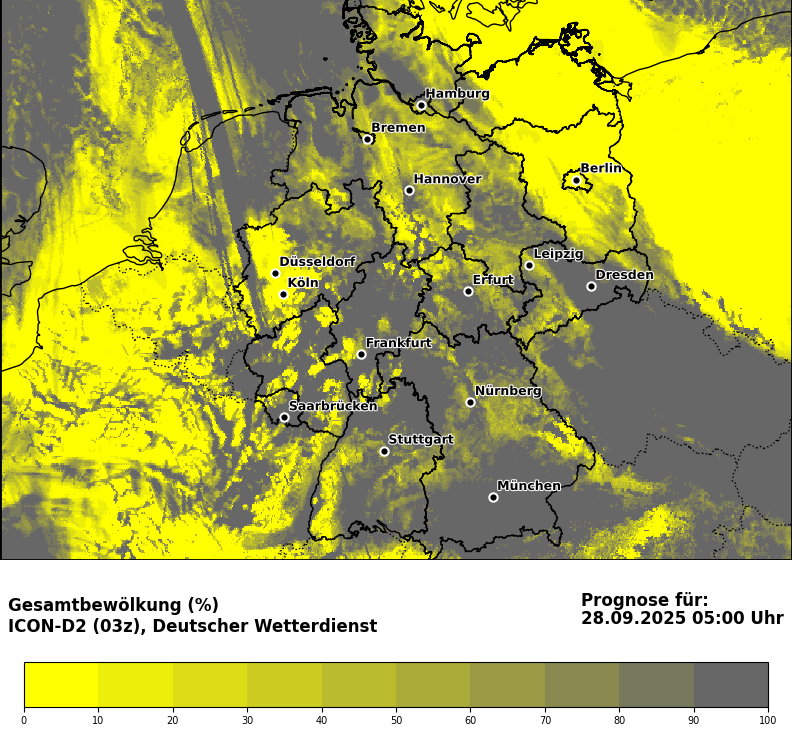 Hamburg
Bremen
Hannover
Berlin
Düsseldorf
Köln
Leipzig
Erfurt
Dresden
Frankfurt
Nürnberg
Saarbrücken
Stuttgart
München
Gesamtbewölkung (%)
ICON-D2 (03z), Deutscher Wetterdienst
Prognose für:
28.09.2025 05:00 Uhr
0 10 20 30 40 50 60 70 80 90 100